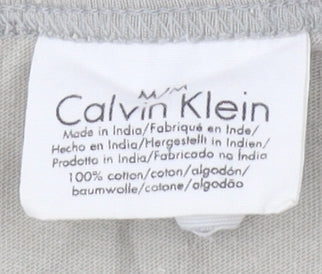 M/M
Calvin Klein
Made in India/Fabriqué en Inde/
Hecho en India/Hergestellt in Indien/
Prodotto in India/Fabricado na Índia
100% cotton/coton/algodón/
baumwolle/cotone/algodão